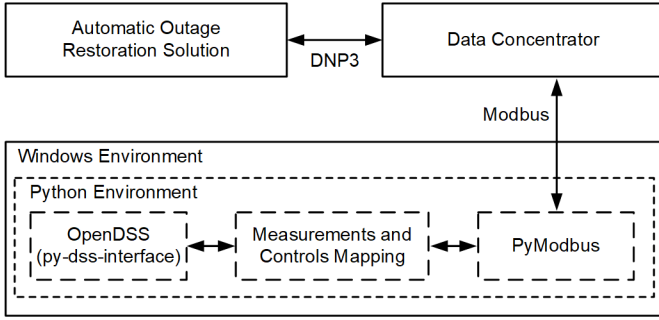 Automatic Outage
Restoration Solution
DNP3
Data Concentrator
Modbus
Windows Environment
Python Environment
OpenDSS
(py-dss-interface)
Measurements and
Controls Mapping
PyModbus